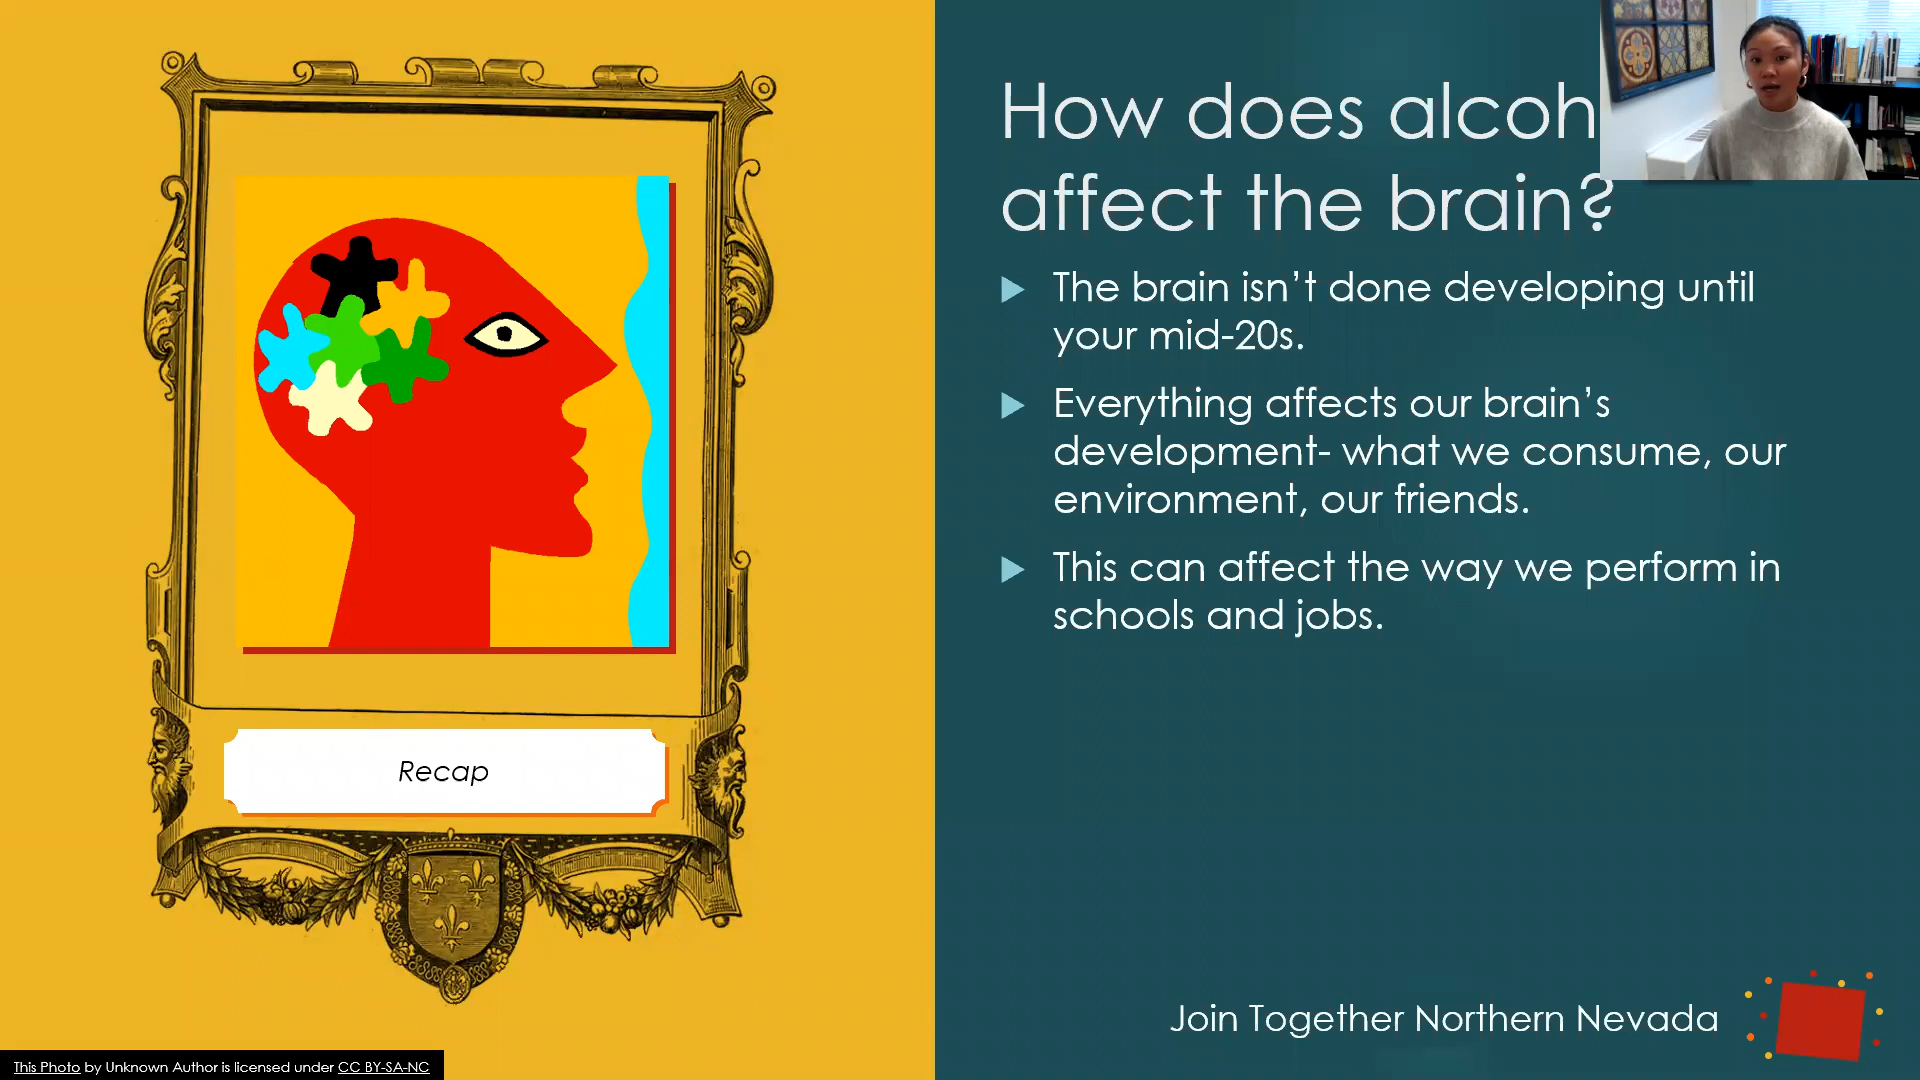 How does alcoh
affect the brain?
The brain isn’t done developing until
your mid-20s.
Everything affects our brain’s
development- what we consume, our
environment, our friends.
This can affect the way we perform in
schools and jobs.
Recap
Join Together Northern Nevada
This Photo by Unknown Author is licensed under CC BY-SA-NC